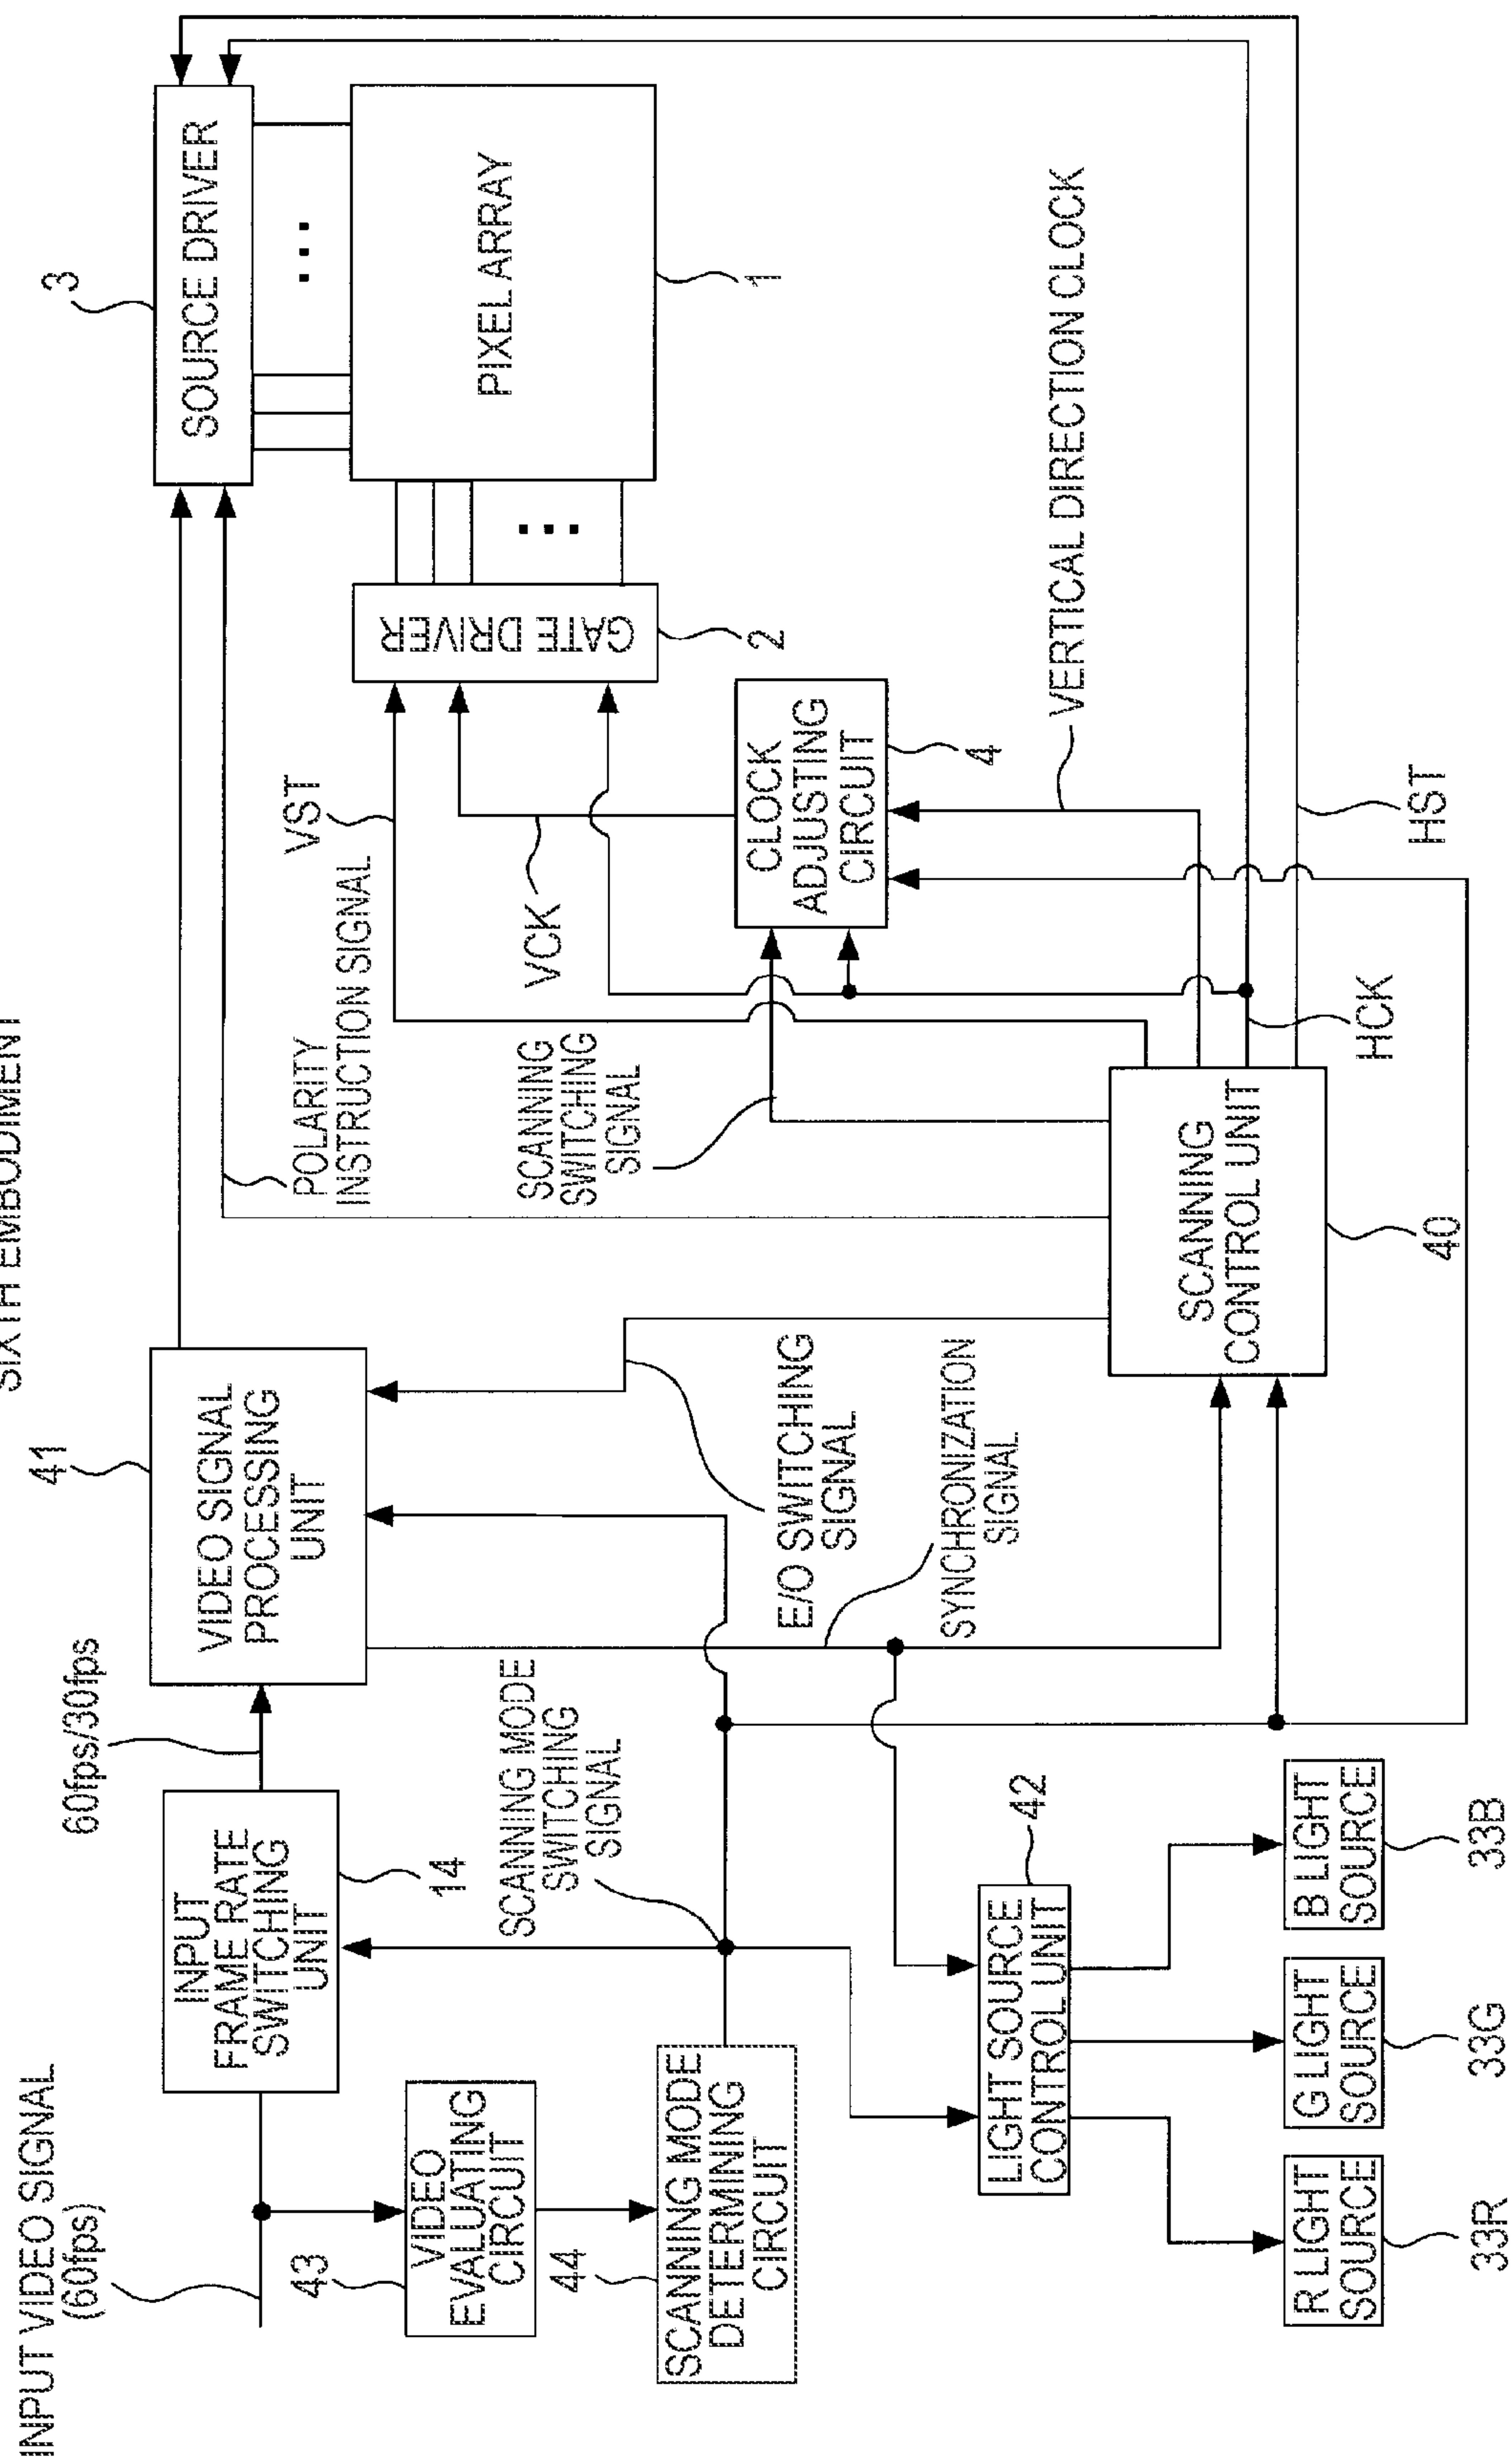 SIXTH EMBODIMENT
INPUT VIDEO SIGNAL
(60fps)
INPUT
FRAME RATE
SWITCHING
UNIT
14
60fps/30fps
41
VIDEO SIGNAL
PROCESSING
UNIT
3
SOURCE DRIVER
...
PIXEL ARRAY
1
...
GATE DRIVER
2
VST
POLARITY
INSTRUCTION SIGNAL
VCK
SCANNING
SWITCHING
SIGNAL
CLOCK
ADJUSTING
CIRCUIT
4
VERTICAL DIRECTION CLOCK
43
VIDEO
EVALUATING
CIRCUIT
44
SCANNING MODE
DETERMINING
CIRCUIT
SCANNING MODE
SWITCHING
SIGNAL
E/O SWITCHING
SIGNAL
SYNCHRONIZATION
SIGNAL
SCANNING
CONTROL UNIT
40
HCK
HST
42
LIGHT SOURCE
CONTROL UNIT
R LIGHT
SOURCE
33R
G LIGHT
SOURCE
33G
B LIGHT
SOURCE
33B